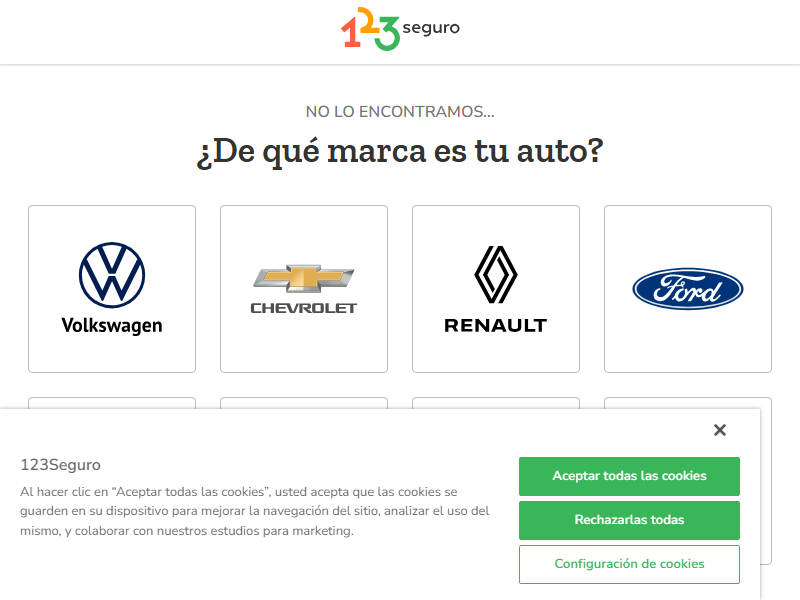 123seguro
NO LO ENCONTRAMOS...
¿De qué marca es tu auto?
Volkswagen
CHEVROLET
RENAULT
Ford
123Seguro
Al hacer clic en “Aceptar todas las cookies”, usted acepta que las cookies se
guarden en su dispositivo para mejorar la navegación del sitio, analizar el uso del
mismo, y colaborar con nuestros estudios para marketing.
Aceptar todas las cookies
Rechazarlas todas
Configuración de cookies